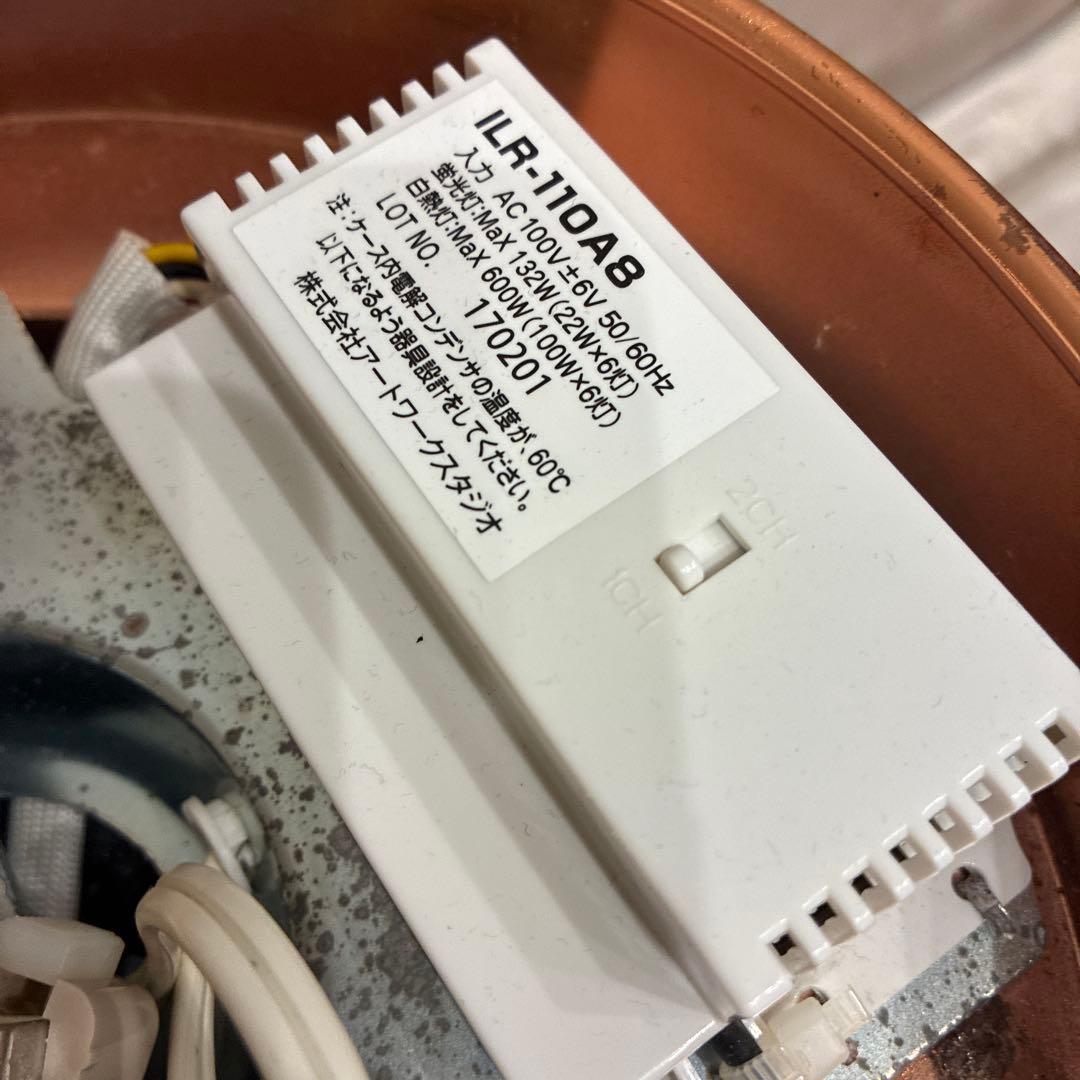 ILR-110A8
入力 AC 100V±6V 50/60Hz
蛍光灯:MaX 132W(22W×6灯)
白熱灯:MaX 600W(100W×6灯)
LOT NO. 170201
注:ケース内電解コンデンサの温度が、60℃
以下になるよう器具設計をしてください。
株式会社アートワークスタジオ
2CH
1CH